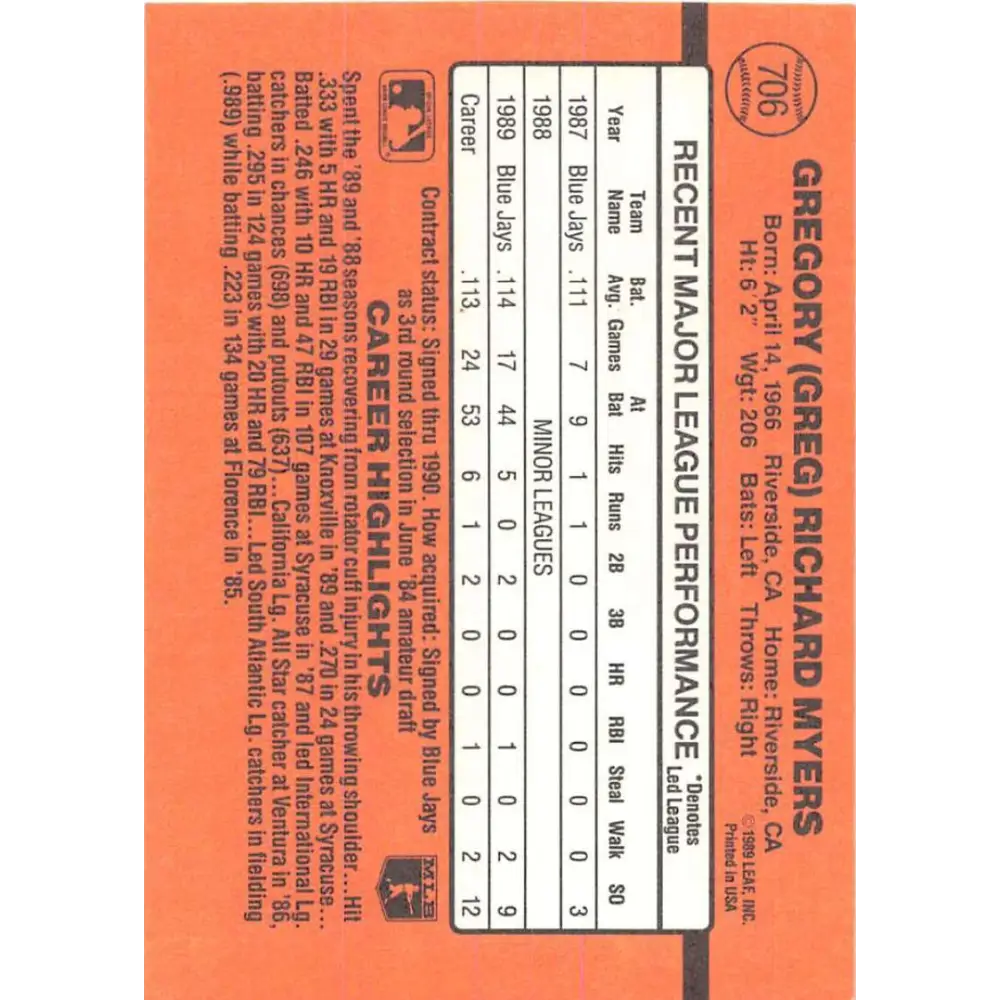 706
GREGORY (GREG) RICHARD MYERS
Born: April 14, 1966 Riverside, CA Home: Riverside, CA
Ht: 6'2" Wgt: 206 Bats: Left Throws: Right
©1989 LEAF, INC.
Printed in USA
RECENT MAJOR LEAGUE PERFORMANCE *Denotes Led League
Year Team Name Bat. Avg. Games At Bat Hits Runs 2B 3B HR RBI Steal Walk SO
1987 Blue Jays .111 7 9 1 1 0 0 0 0 0 0 3
1988 MINOR LEAGUES
1989 Blue Jays .114 17 44 5 0 2 0 0 1 0 2 9
Career .113 24 53 6 1 2 0 0 1 0 2 12
Contract status: Signed thru 1990. How acquired: Signed by Blue Jays
as 3rd round selection in June '84 amateur draft
MLB
CAREER HIGHLIGHTS
Spent the '89 and '88 seasons recovering from rotator cuff injury in his throwing shoulder...Hit
.333 with 5 HR and 19 RBI in 29 games at Knoxville in '89 and .270 in 24 games at Syracuse...
Batted .246 with 10 HR and 47 RBI in 107 games at Syracuse in '87 and led International Lg.
catchers in chances (698) and putouts (637)...California Lg. All Star catcher at Ventura in '86,
batting .295 in 124 games with 20 HR and 79 RBI...Led South Atlantic Lg. catchers in fielding
(.989) while batting .223 in 134 games at Florence in '85.